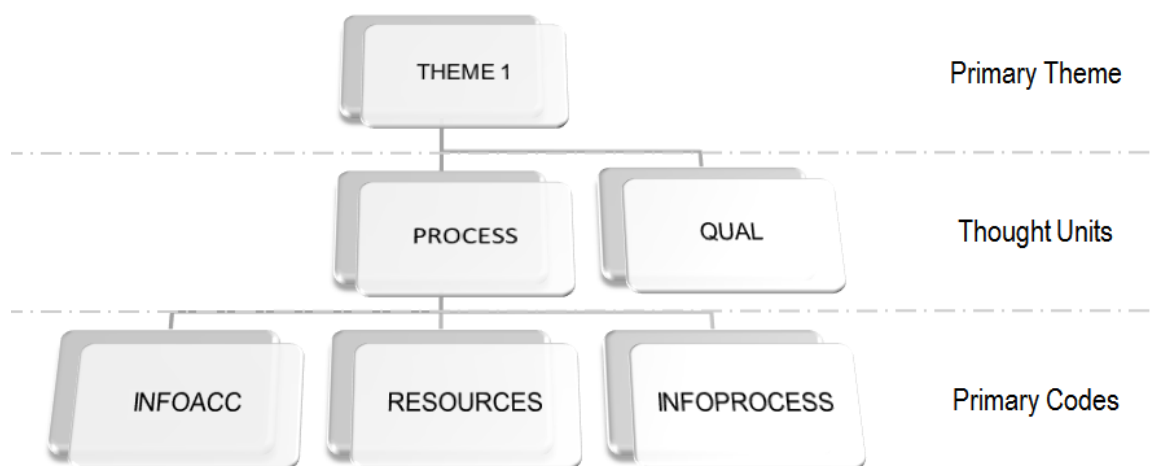 THEME 1
Primary Theme
PROCESS
QUAL
Thought Units
INFOACC
RESOURCES
INFOPROCESS
Primary Codes